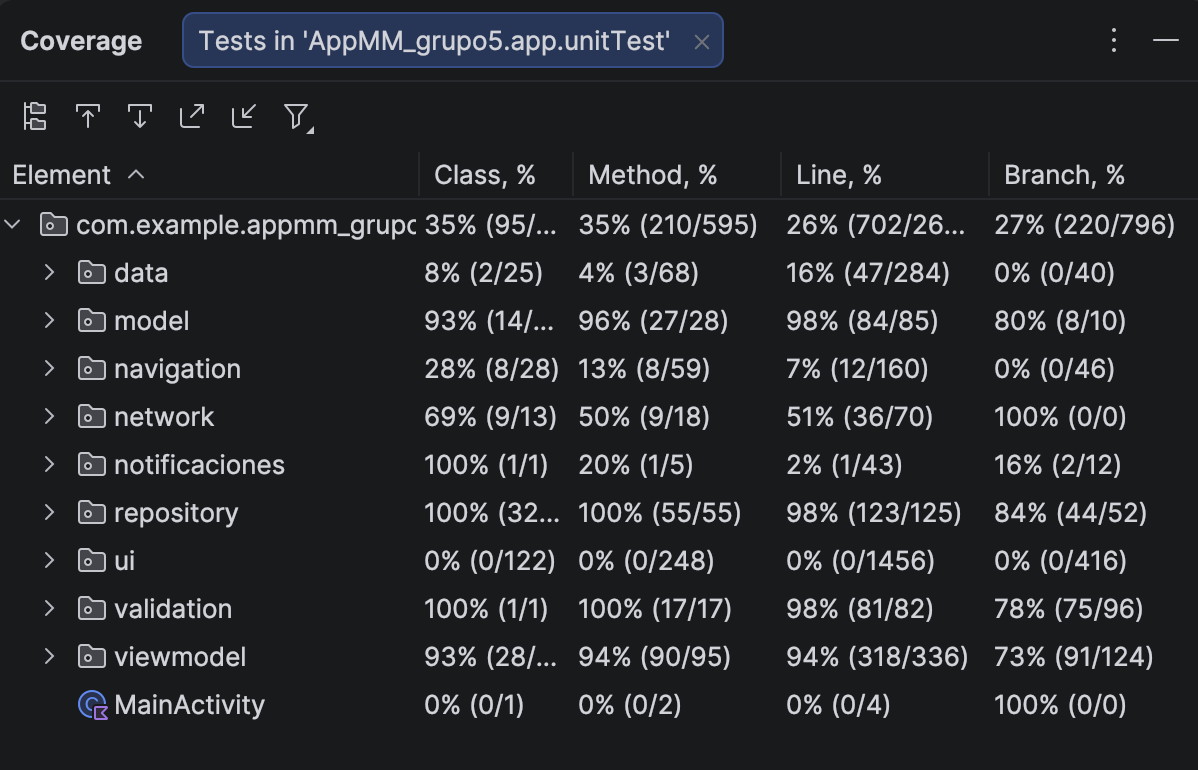 Coverage Tests in 'AppMM_grupo5.app.unitTest'
Element Class, % Method, % Line, % Branch, %
com.example.appmm_grupo 35% (95/... 35% (210/595) 26% (702/26... 27% (220/796)
data 8% (2/25) 4% (3/68) 16% (47/284) 0% (0/40)
model 93% (14/... 96% (27/28) 98% (84/85) 80% (8/10)
navigation 28% (8/28) 13% (8/59) 7% (12/160) 0% (0/46)
network 69% (9/13) 50% (9/18) 51% (36/70) 100% (0/0)
notificaciones 100% (1/1) 20% (1/5) 2% (1/43) 16% (2/12)
repository 100% (32... 100% (55/55) 98% (123/125) 84% (44/52)
ui 0% (0/122) 0% (0/248) 0% (0/1456) 0% (0/416)
validation 100% (1/1) 100% (17/17) 98% (81/82) 78% (75/96)
viewmodel 93% (28/... 94% (90/95) 94% (318/336) 73% (91/124)
MainActivity 0% (0/1) 0% (0/2) 0% (0/4) 100% (0/0)